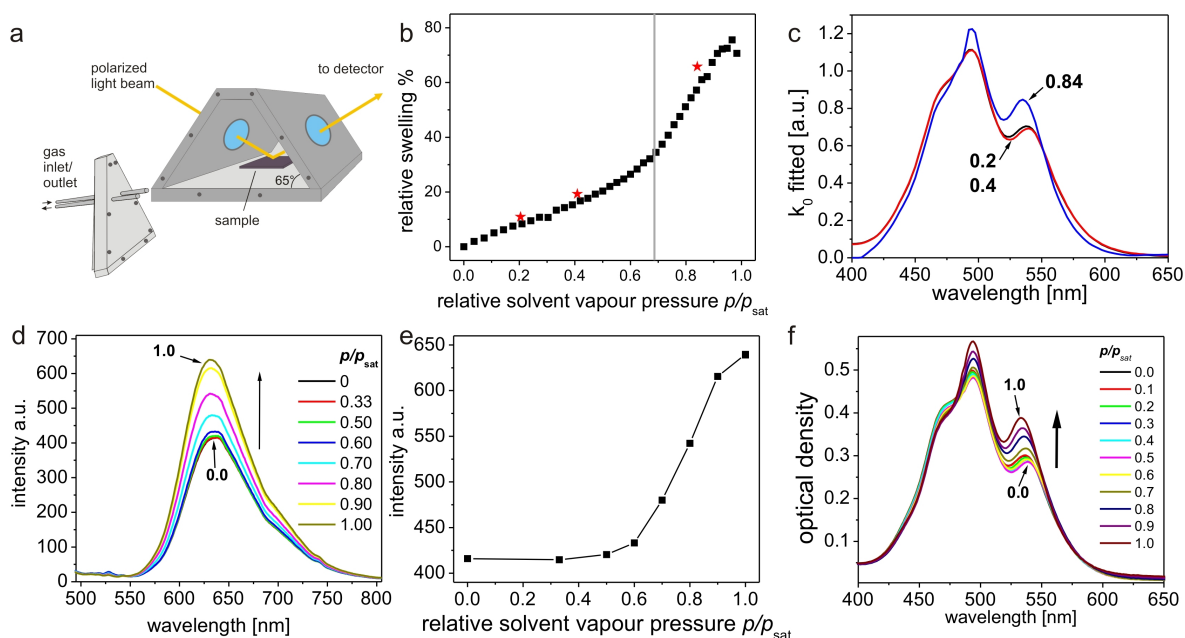 a
polarized
light beam
to detector
gas
inlet/
outlet
65°
sample
b
relative swelling %
80
60
40
20
0
0.0 0.2 0.4 0.6 0.8 1.0
relative solvent vapour pressure p/psat
c
k0 fitted [a.u.]
1.2
1.0
0.8
0.6
0.4
0.2
0.0
0.84
0.2
0.4
400 450 500 550 600 650
wavelength [nm]
d
intensity a.u.
700
600
500
400
300
200
100
0
1.0
0.0
p/psat
0
0.33
0.50
0.60
0.70
0.80
0.90
1.00
500 550 600 650 700 750 800
wavelength [nm]
e
intensity a.u.
650
600
550
500
450
400
0.0 0.2 0.4 0.6 0.8 1.0
relative solvent vapour pressure p/psat
f
optical density
0.5
0.4
0.3
0.2
0.1
1.0
0.0
p/psat
0.0
0.1
0.2
0.3
0.4
0.5
0.6
0.7
0.8
0.9
1.0
400 450 500 550 600 650
wavelength [nm]